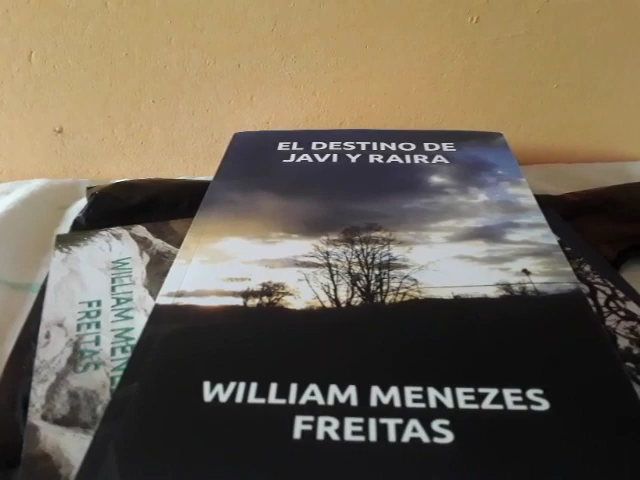 EL DESTINO DE
JAVI Y RAIRA
WILLIAM MENEZES
FREITAS
WILLIAM MENE
FREITAS